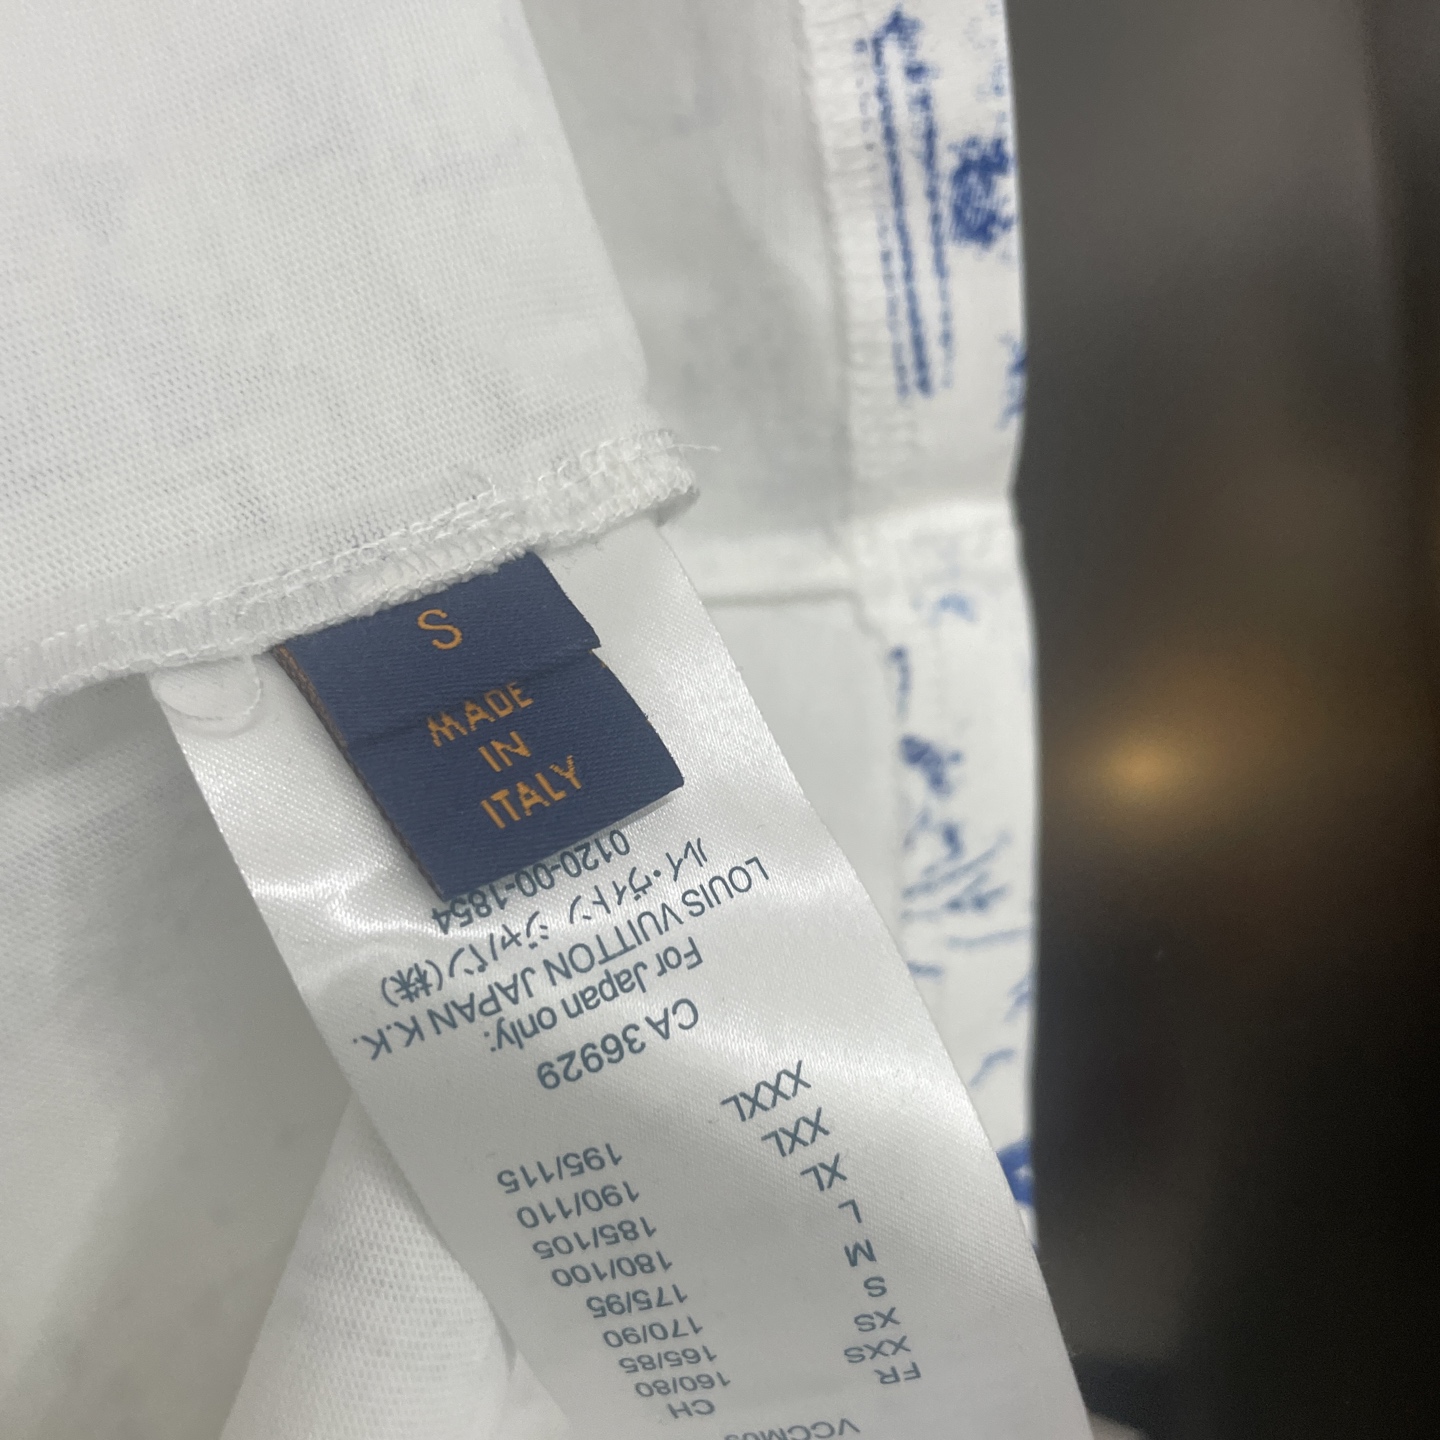 S
MADE
IN
ITALY
FR CH
XXS 160/80
XS 165/85
S 170/90
M 175/95
L 180/100
XL 185/105
XXL 190/110
XXXL 195/115
CA 36929
For Japan only:
LOUIS VUITTON JAPAN K.K.
ルイ・ヴィトン ジャパン(株)
0120-00-1854